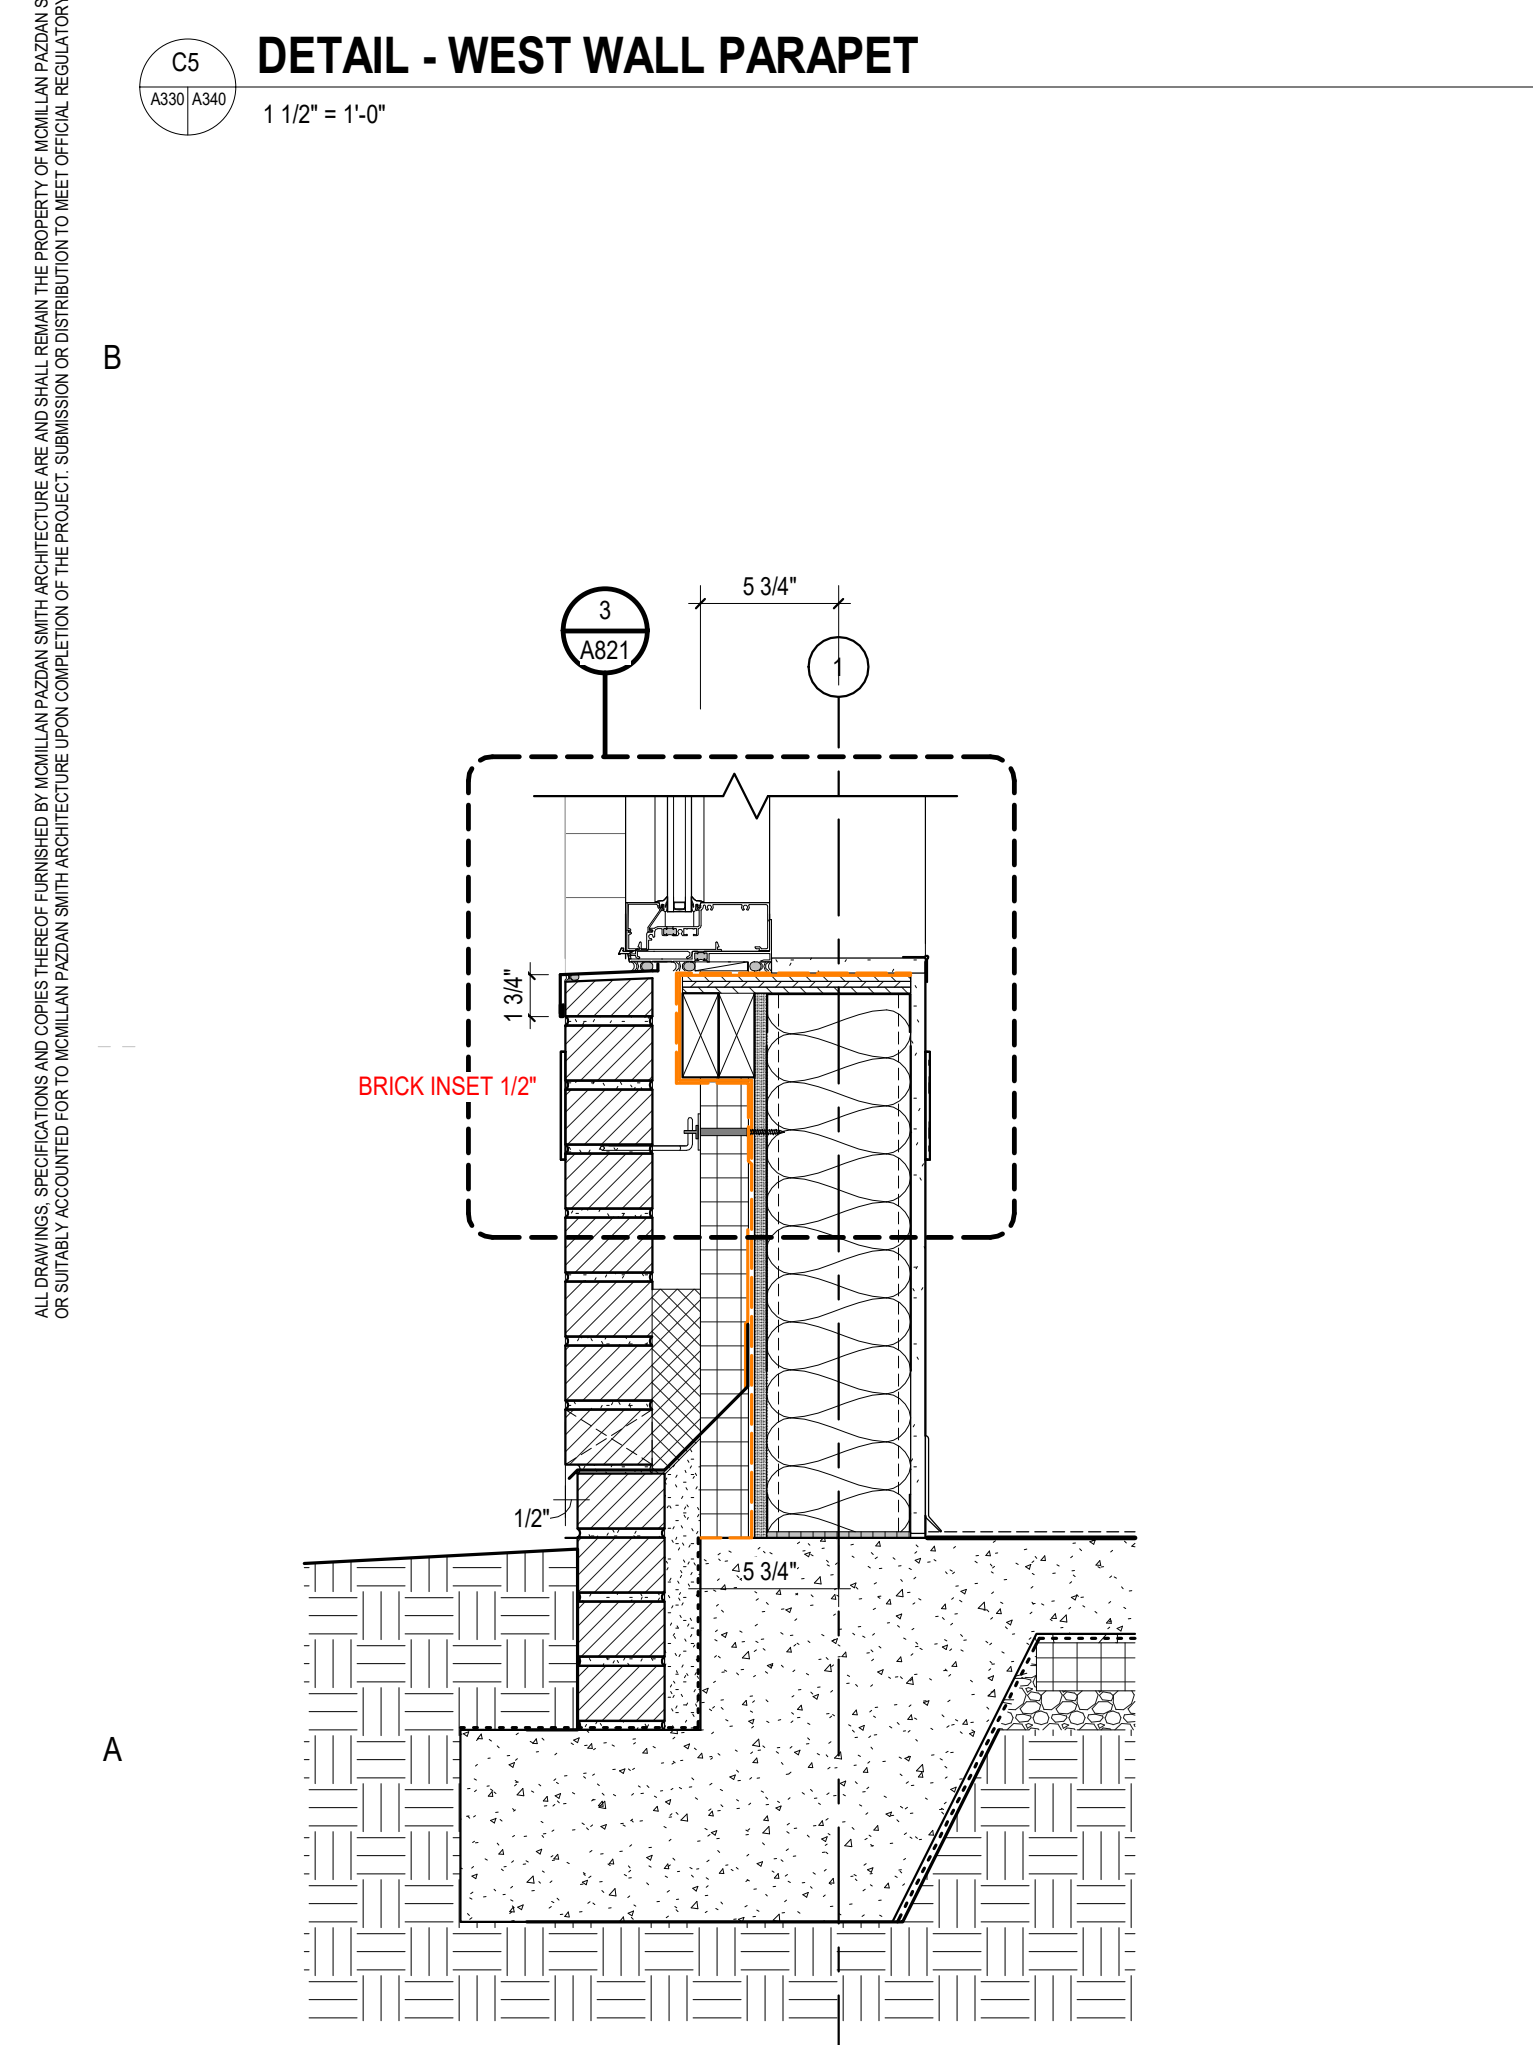 C5
A330 A340
DETAIL - WEST WALL PARAPET
1 1/2" = 1'-0"
ALL DRAWINGS, SPECIFICATIONS AND COPIES THEREOF FURNISHED BY MCMILLAN PAZDAN SMITH ARCHITECTURE ARE AND SHALL REMAIN THE PROPERTY OF MCMILLAN PAZDAN S
OR SUITABLY ACCOUNTED FOR TO MCMILLAN PAZDAN SMITH ARCHITECTURE UPON COMPLETION OF THE PROJECT. SUBMISSION OR DISTRIBUTION TO MEET OFFICIAL REGULATORY
B
5 3/4"
3
A821
1
1 3/4"
BRICK INSET 1/2"
1/2"
5 3/4"
A